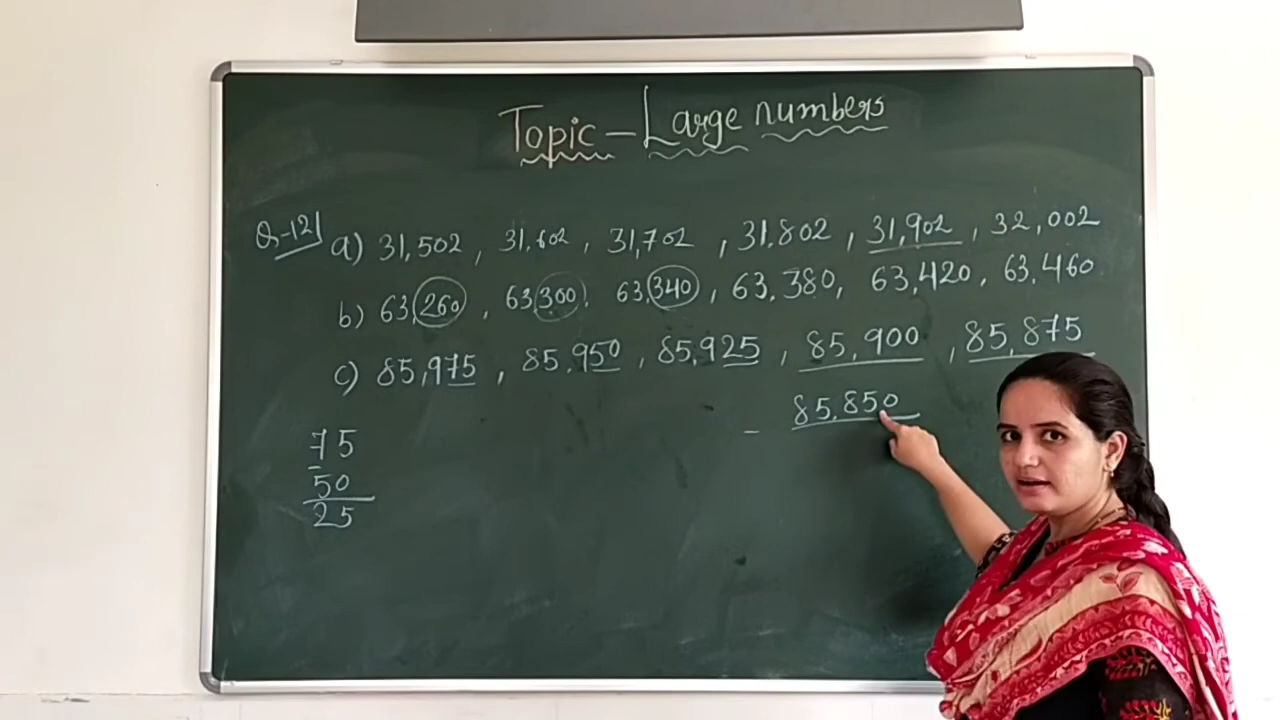 Topic - Large numbers
Q-12]
a) 31,502, 31,602, 31,702, 31,802, 31,902, 32,002
b) 63,260, 63,300, 63,340, 63,380, 63,420, 63,460
c) 85,975, 85,950, 85,925, 85,900, 85,875
85,850
75
- 50
25